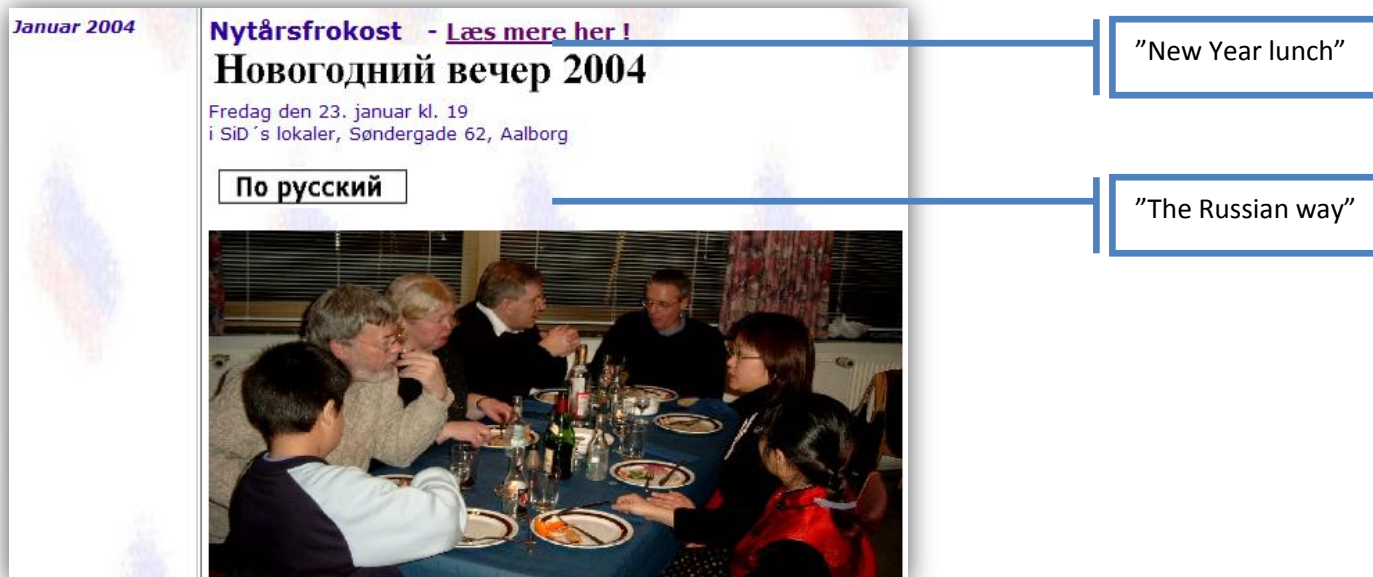 Januar 2004
Nytårsfrokost - Læs mere her !
Новогодний вечер 2004
Fredag den 23. januar kl. 19
i SiD´s lokaler, Søndergade 62, Aalborg
По русский
”New Year lunch”
”The Russian way”